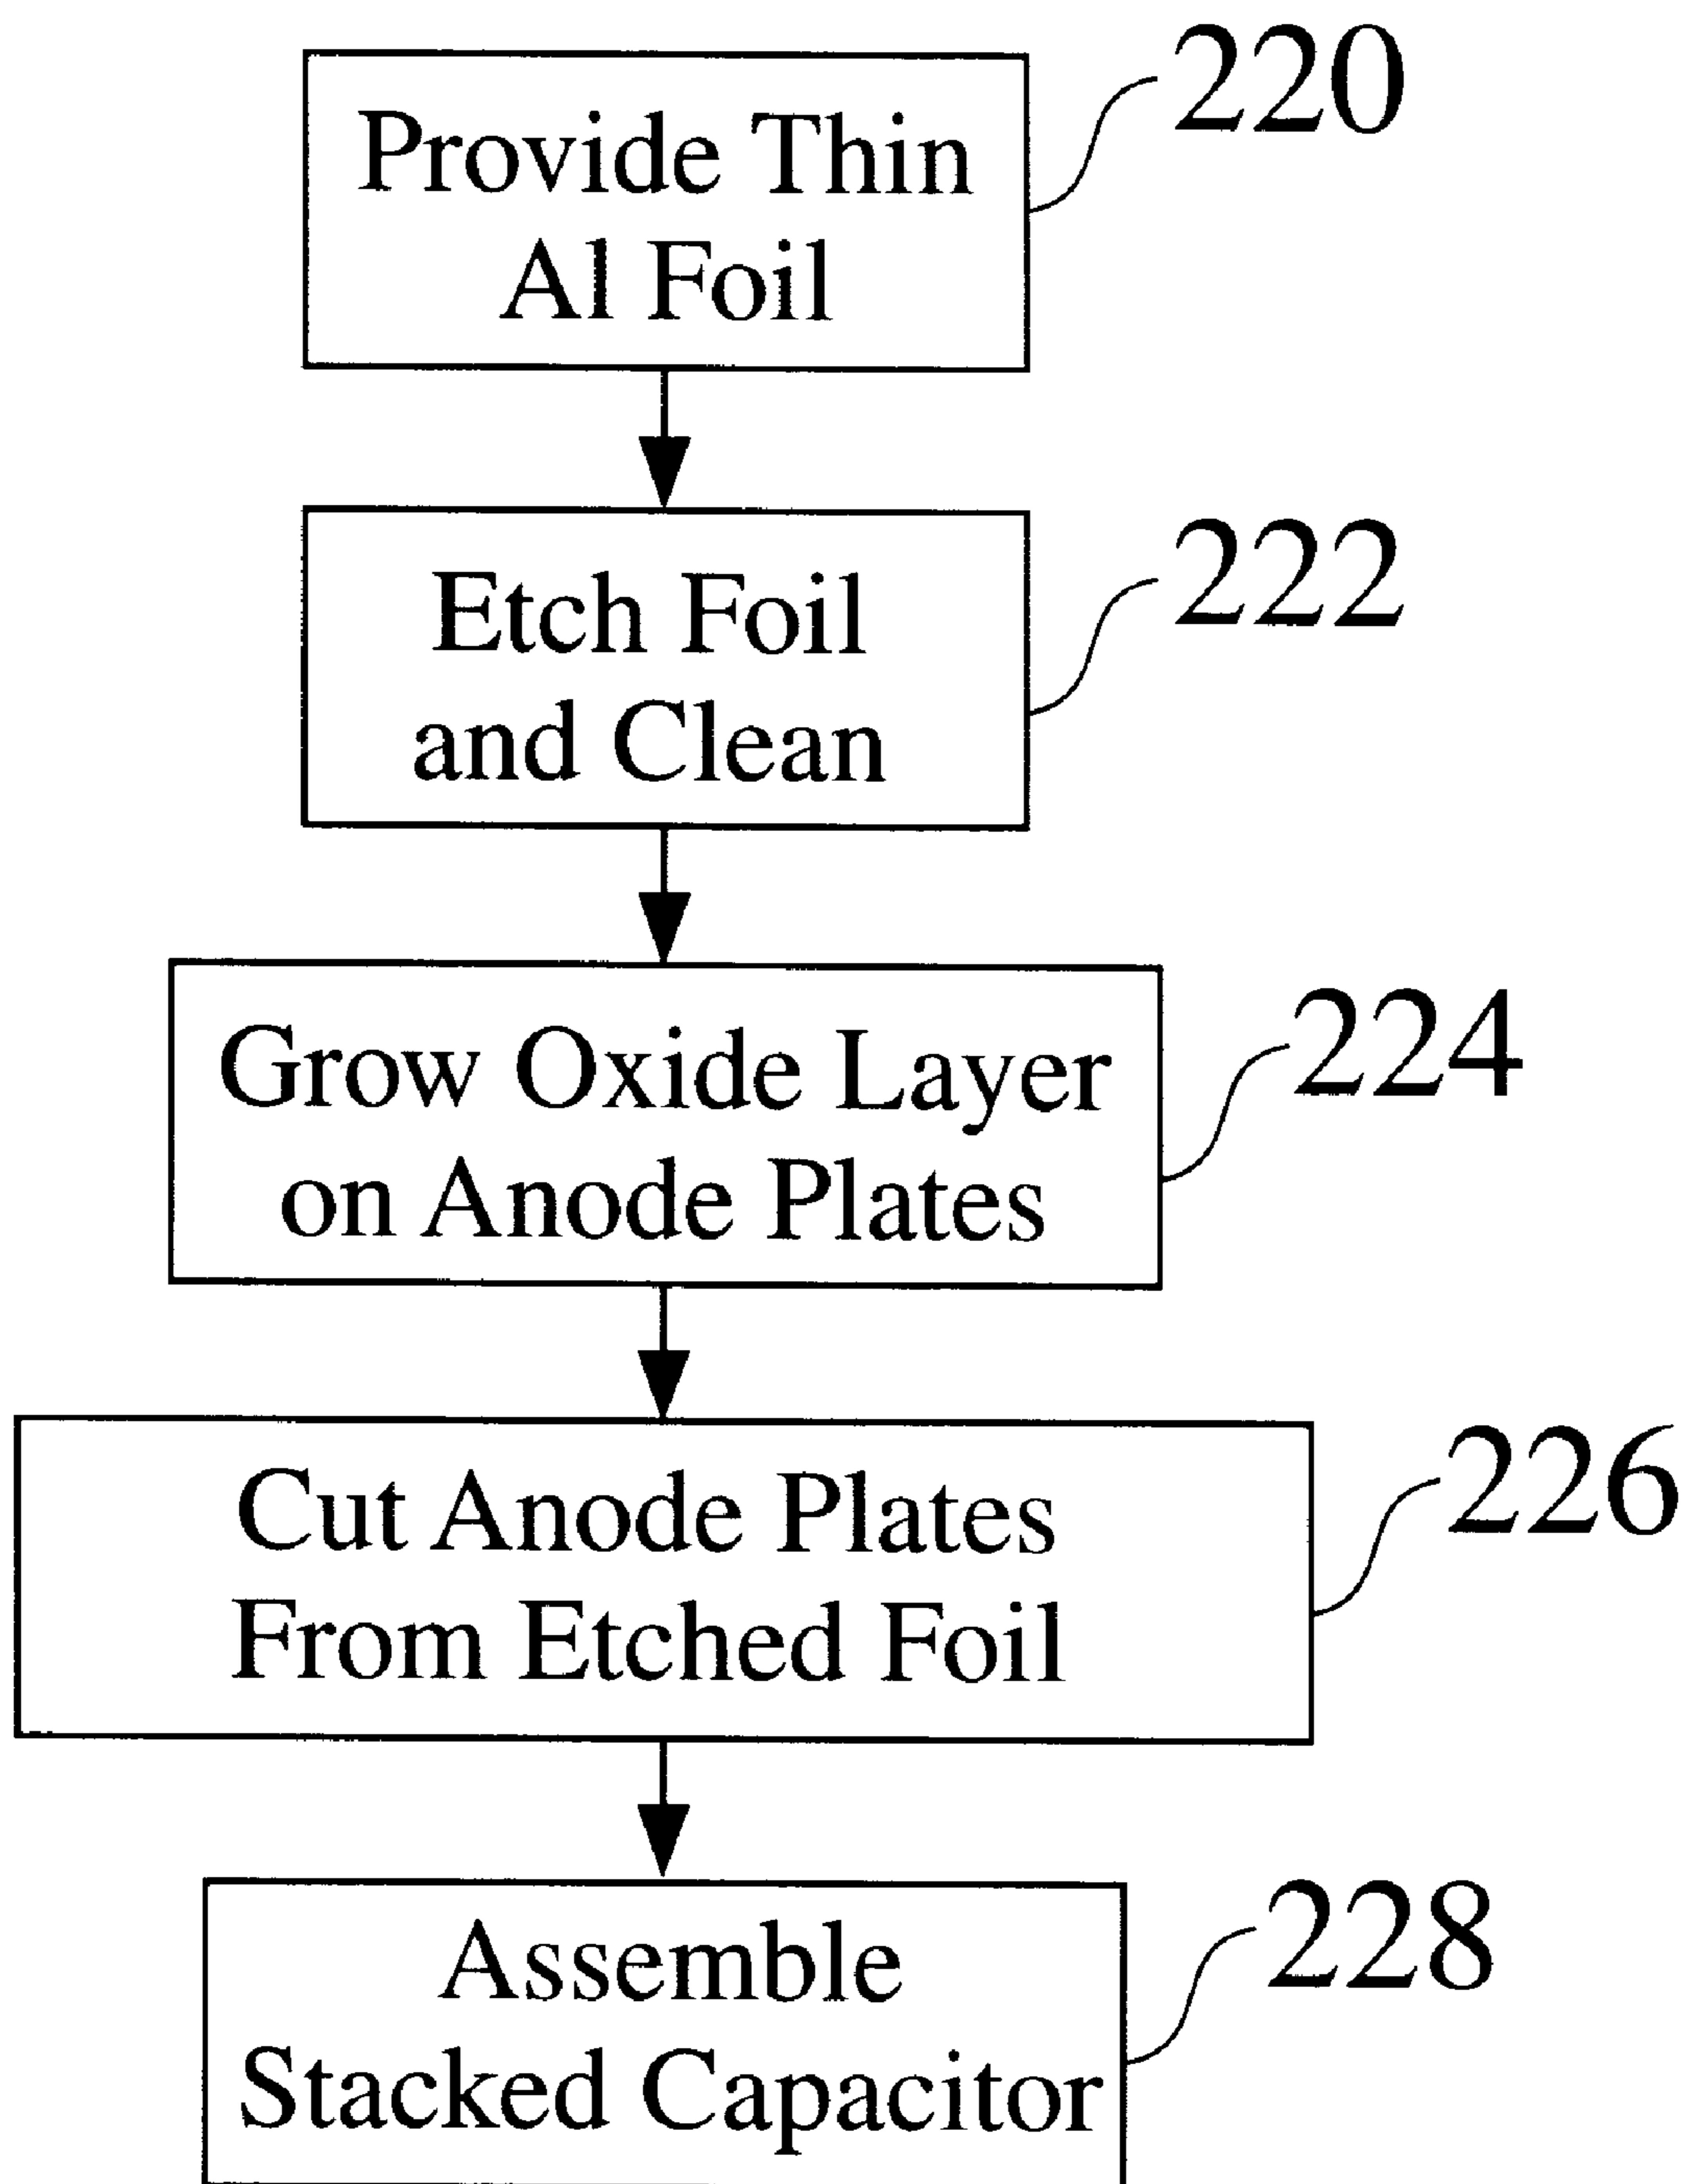 Provide Thin
Al Foil
220
Etch Foil
and Clean
222
Grow Oxide Layer
on Anode Plates
224
Cut Anode Plates
From Etched Foil
226
Assemble
Stacked Capacitor
228